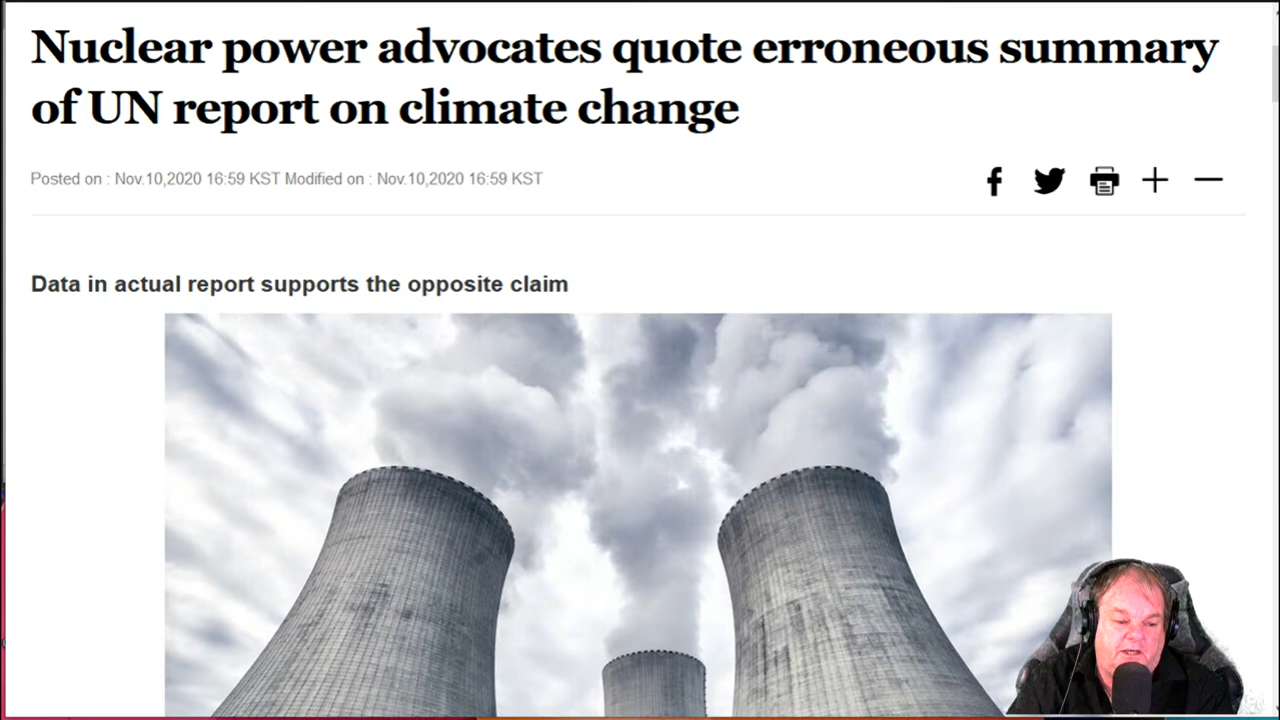 Nuclear power advocates quote erroneous summary
of UN report on climate change
Posted on : Nov.10,2020 16:59 KST Modified on : Nov.10,2020 16:59 KST
Data in actual report supports the opposite claim